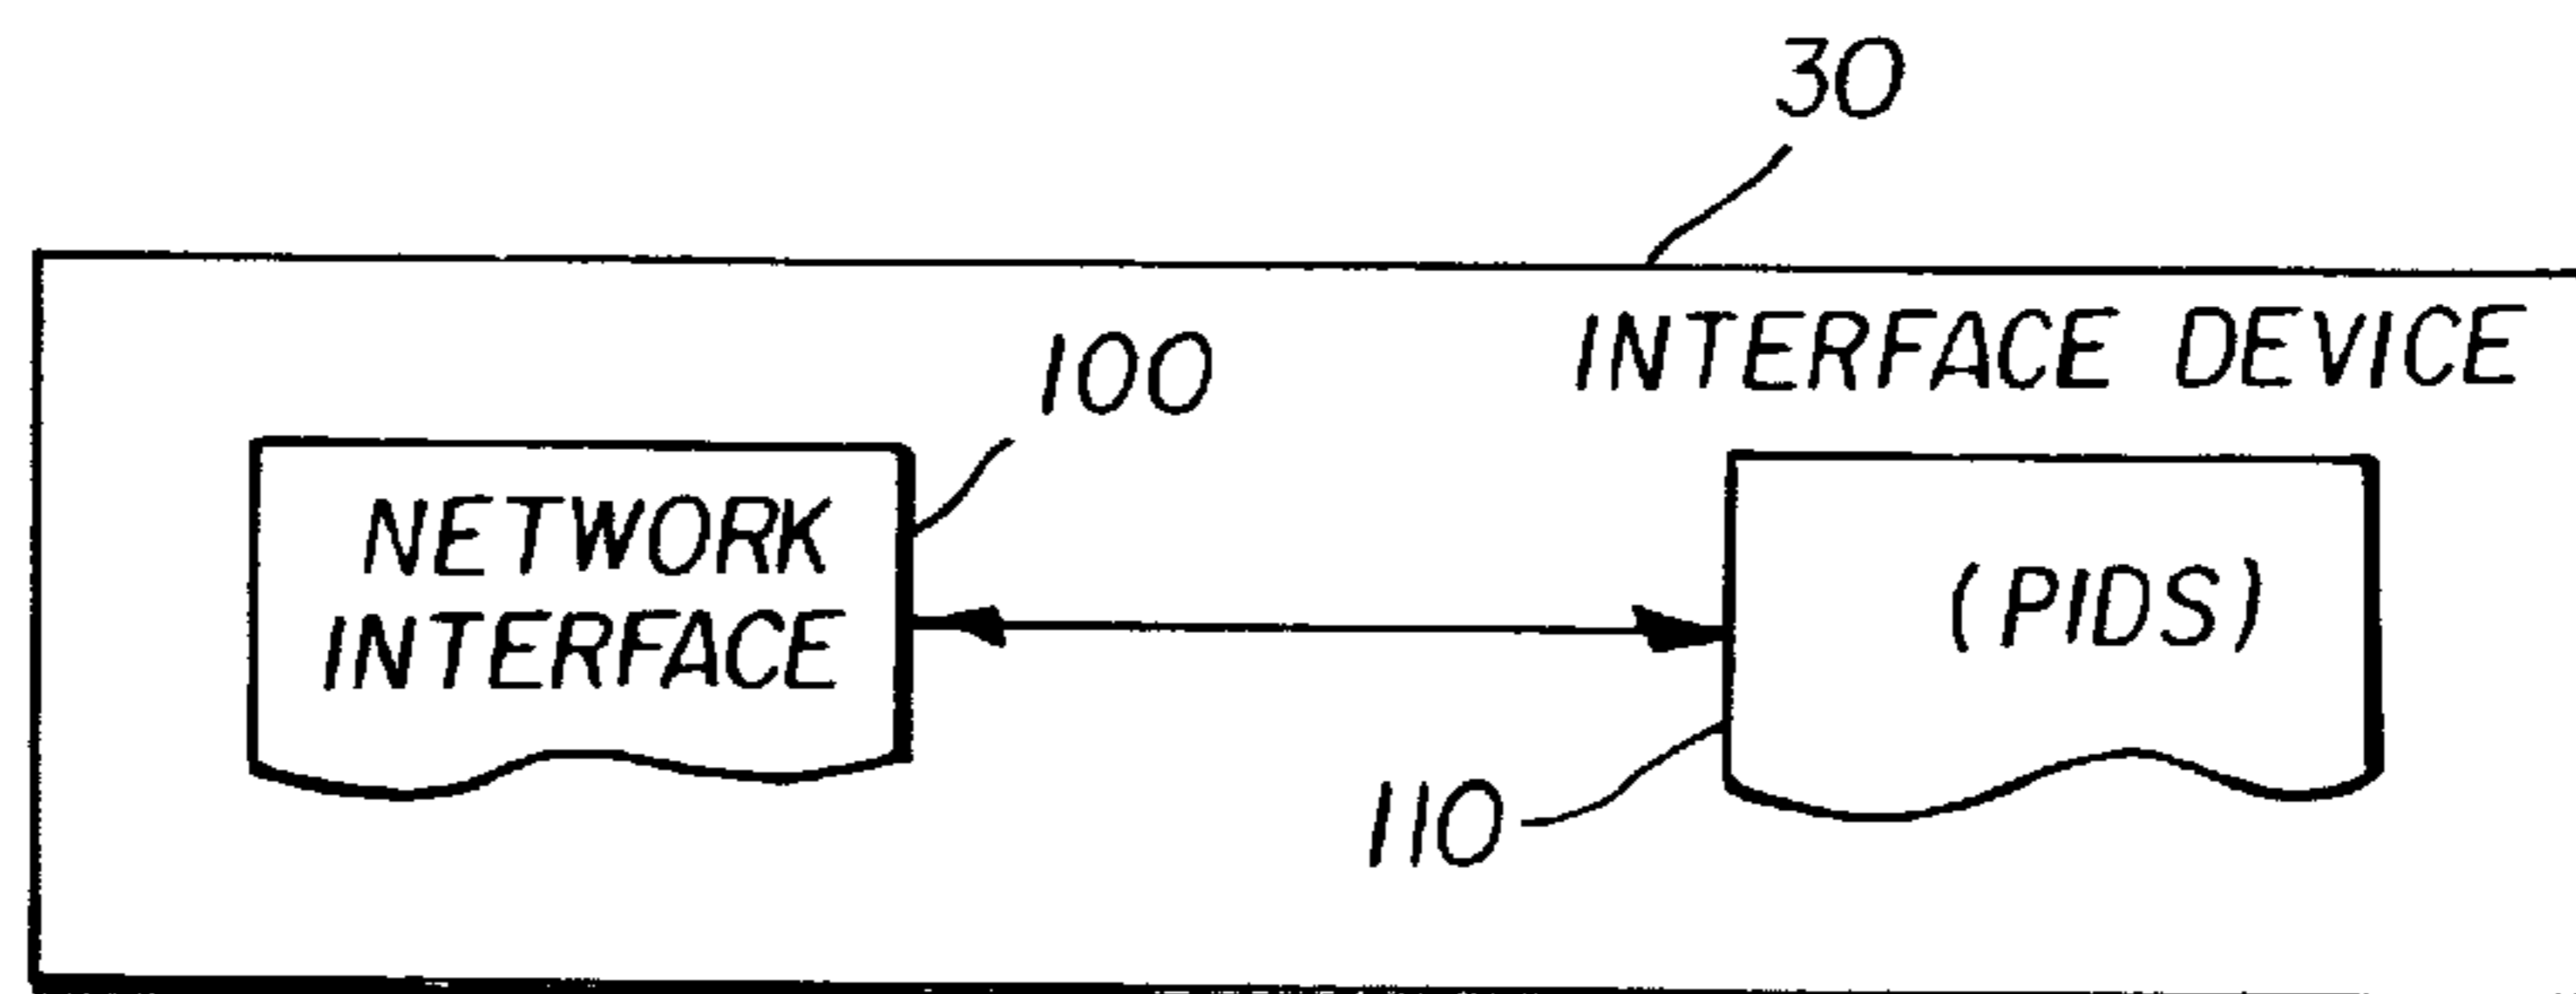 30
INTERFACE DEVICE
100
NETWORK
INTERFACE
(PIDS)
110